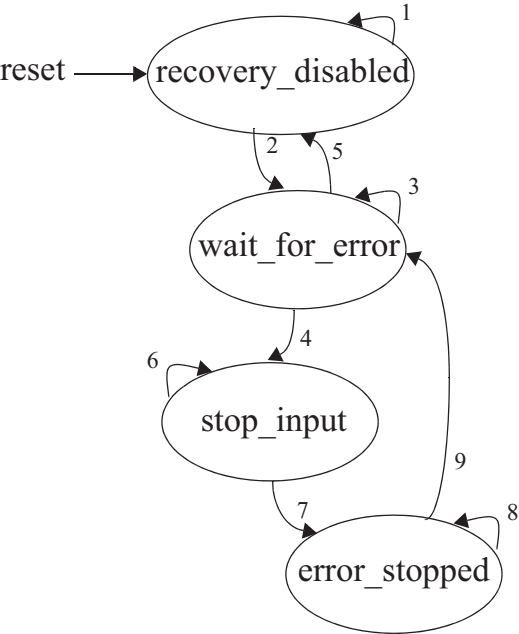 1
reset
recovery_disabled
2
5
3
wait_for_error
4
6
stop_input
7
9
8
error_stopped